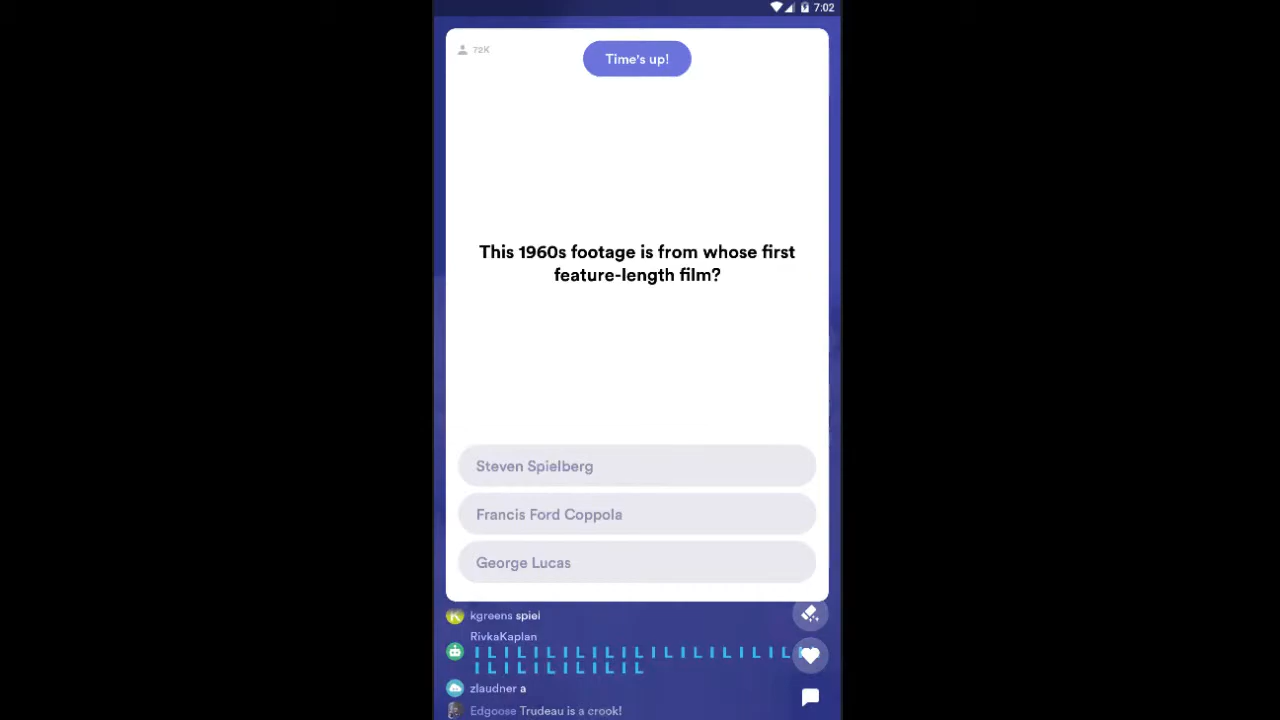 7:02
72K
Time's up!
This 1960s footage is from whose first
feature-length film?
Steven Spielberg
Francis Ford Coppola
George Lucas
kgreens spiel
RivkaKaplan
I L I L I L I L I L I L I L I L I L I L I L I L
I L I L I L I L I L I L
zlaudner a
Edgoose Trudeau is a crook!